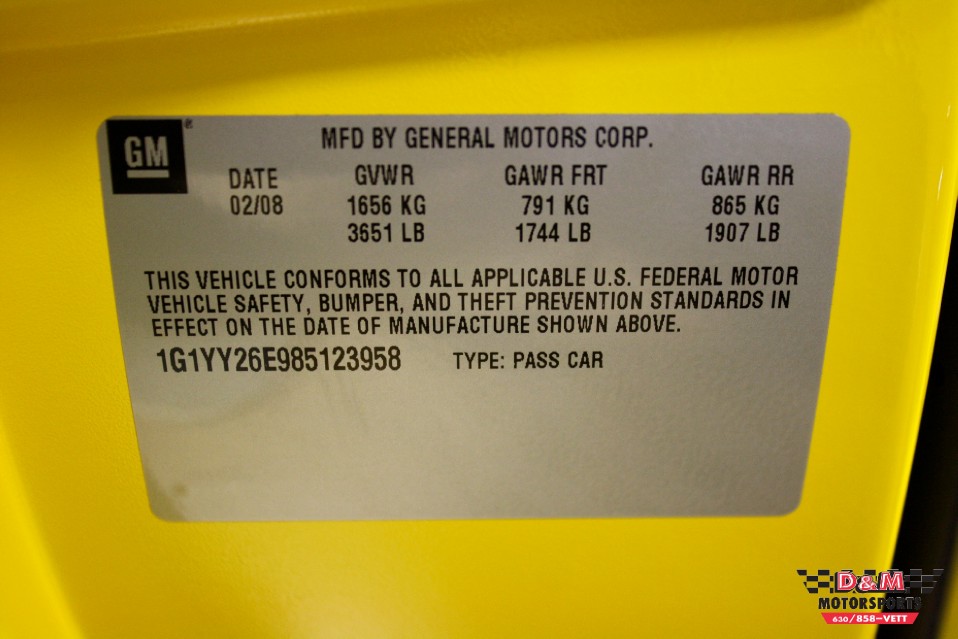 GM®
MFD BY GENERAL MOTORS CORP.
DATE GVWR GAWR FRT GAWR RR
02/08 1656 KG 791 KG 865 KG
3651 LB 1744 LB 1907 LB
THIS VEHICLE CONFORMS TO ALL APPLICABLE U.S. FEDERAL MOTOR
VEHICLE SAFETY, BUMPER, AND THEFT PREVENTION STANDARDS IN
EFFECT ON THE DATE OF MANUFACTURE SHOWN ABOVE.
1G1YY26E985123958 TYPE: PASS CAR
D&M
MOTORSPORTS
630/858-VETT